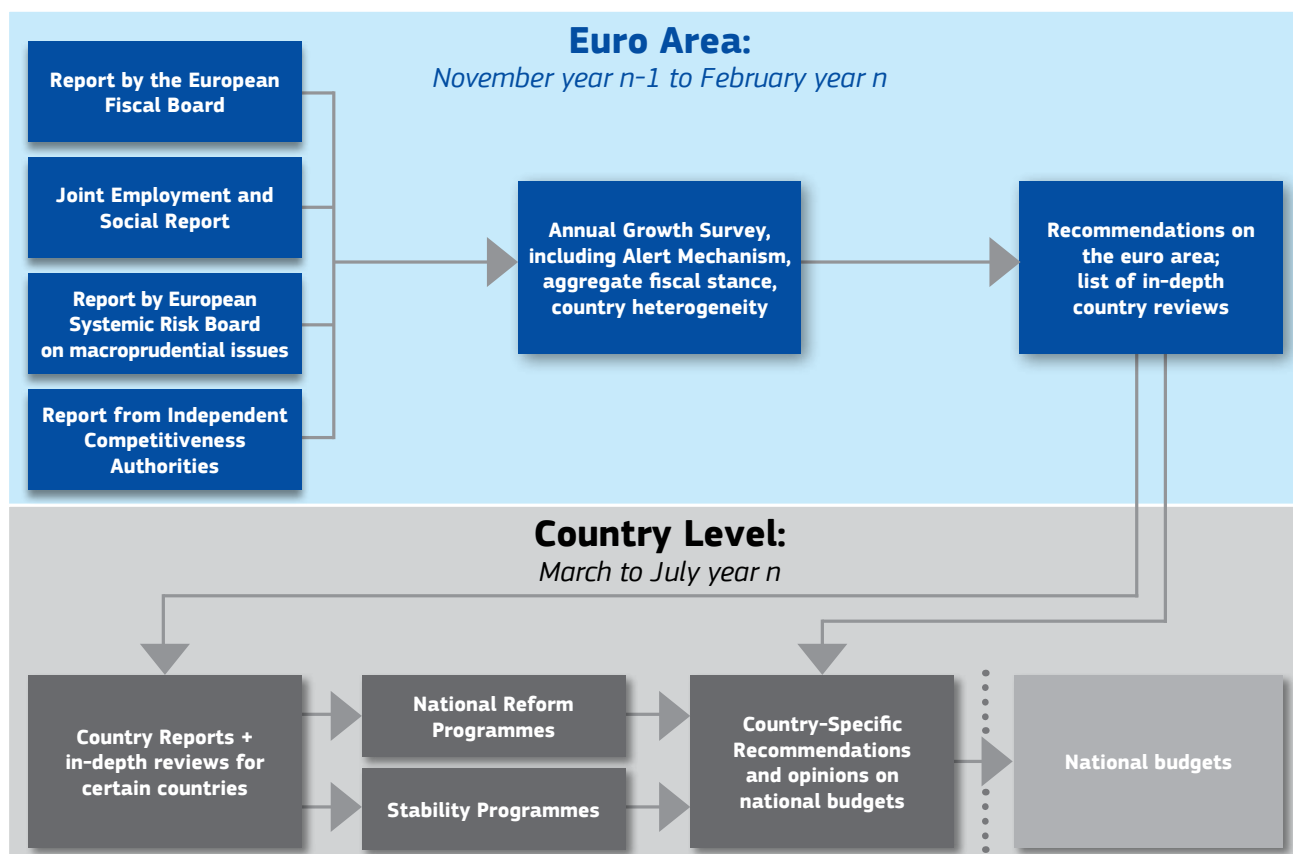 Euro Area:
November year n-1 to February year n
Report by the European
Fiscal Board
Joint Employment and
Social Report
Report by European
Systemic Risk Board
on macroprudential issues
Report from Independent
Competitiveness
Authorities
Annual Growth Survey,
including Alert Mechanism,
aggregate fiscal stance,
country heterogeneity
Recommendations on
the euro area;
list of in-depth
country reviews
Country Level:
March to July year n
Country Reports +
in-depth reviews for
certain countries
National Reform
Programmes
Stability Programmes
Country-Specific
Recommendations
and opinions on
national budgets
National budgets